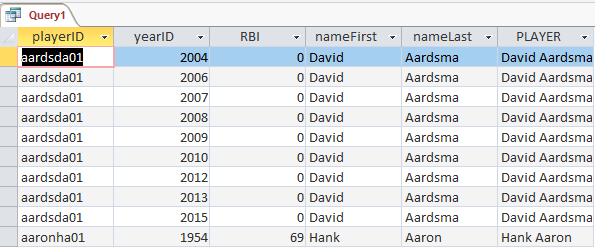 Query1
playerID yearID RBI nameFirst nameLast PLAYER
aardsda01 2004 0 David Aardsma David Aardsma
aardsda01 2006 0 David Aardsma David Aardsma
aardsda01 2007 0 David Aardsma David Aardsma
aardsda01 2008 0 David Aardsma David Aardsma
aardsda01 2009 0 David Aardsma David Aardsma
aardsda01 2010 0 David Aardsma David Aardsma
aardsda01 2012 0 David Aardsma David Aardsma
aardsda01 2013 0 David Aardsma David Aardsma
aardsda01 2015 0 David Aardsma David Aardsma
aaronha01 1954 69 Hank Aaron Hank Aaron